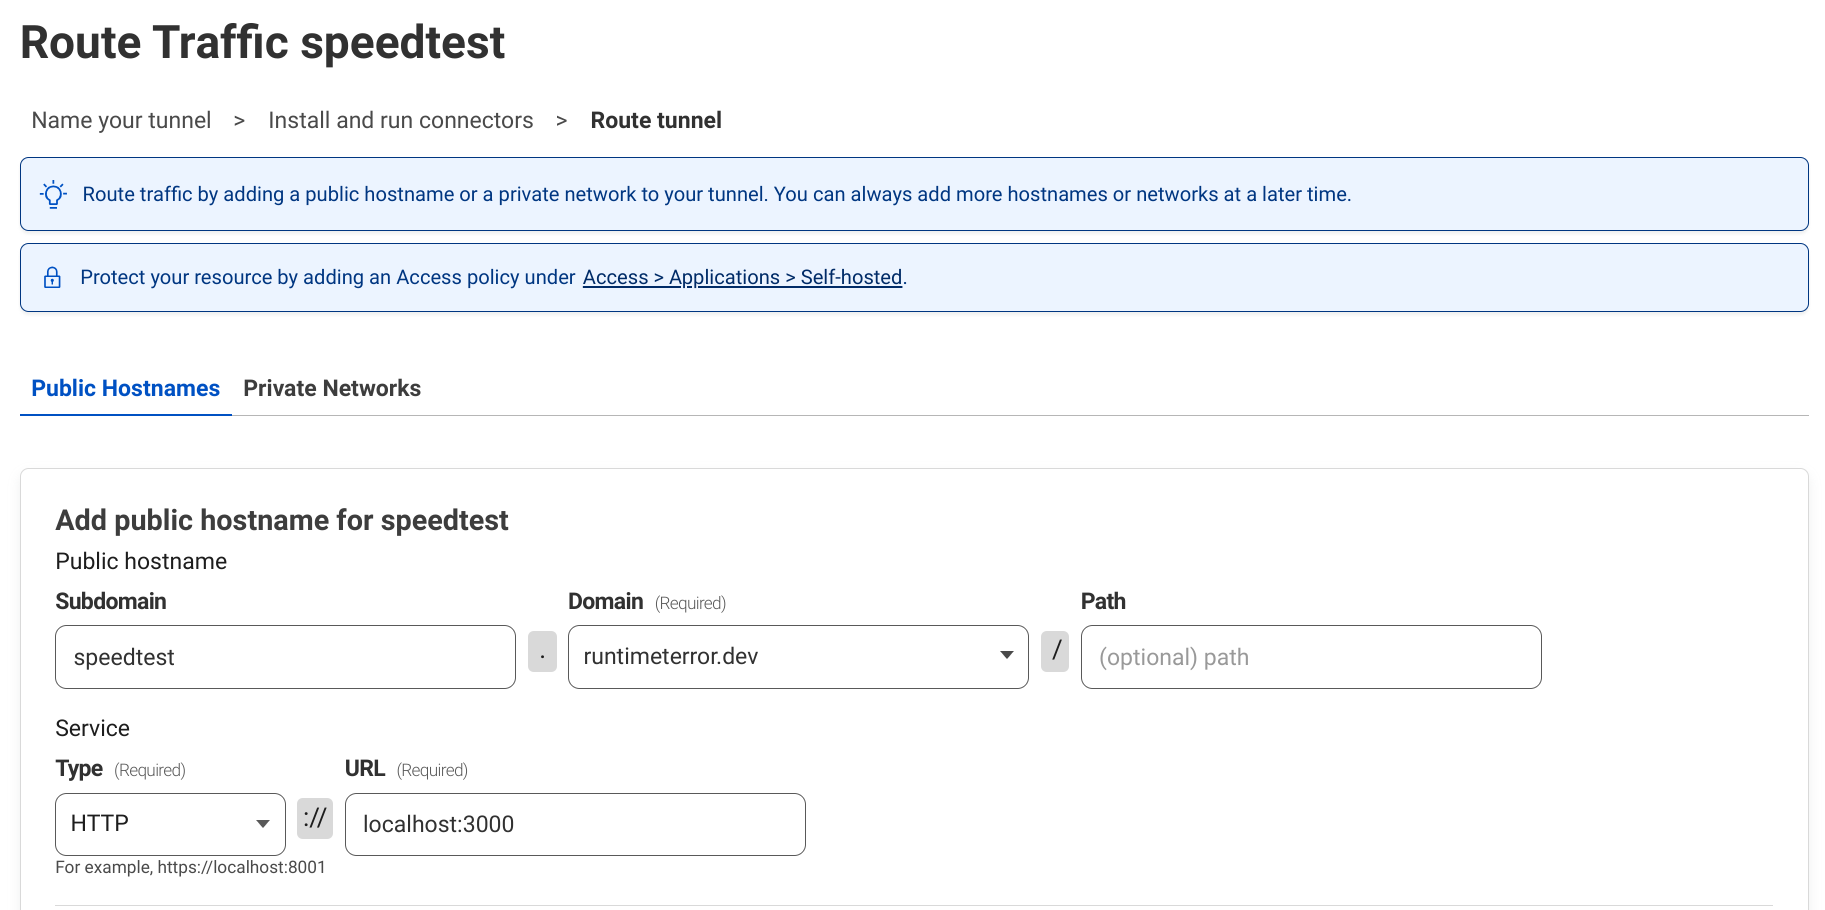 Route Traffic speedtest
Name your tunnel > Install and run connectors > Route tunnel
Route traffic by adding a public hostname or a private network to your tunnel. You can always add more hostnames or networks at a later time.
Protect your resource by adding an Access policy under Access > Applications > Self-hosted.
Public Hostnames Private Networks
Add public hostname for speedtest
Public hostname
Subdomain Domain (Required) Path
speedtest . runtimeterror.dev / (optional) path
Service
Type (Required) URL (Required)
HTTP :// localhost:3000
For example, https://localhost:8001